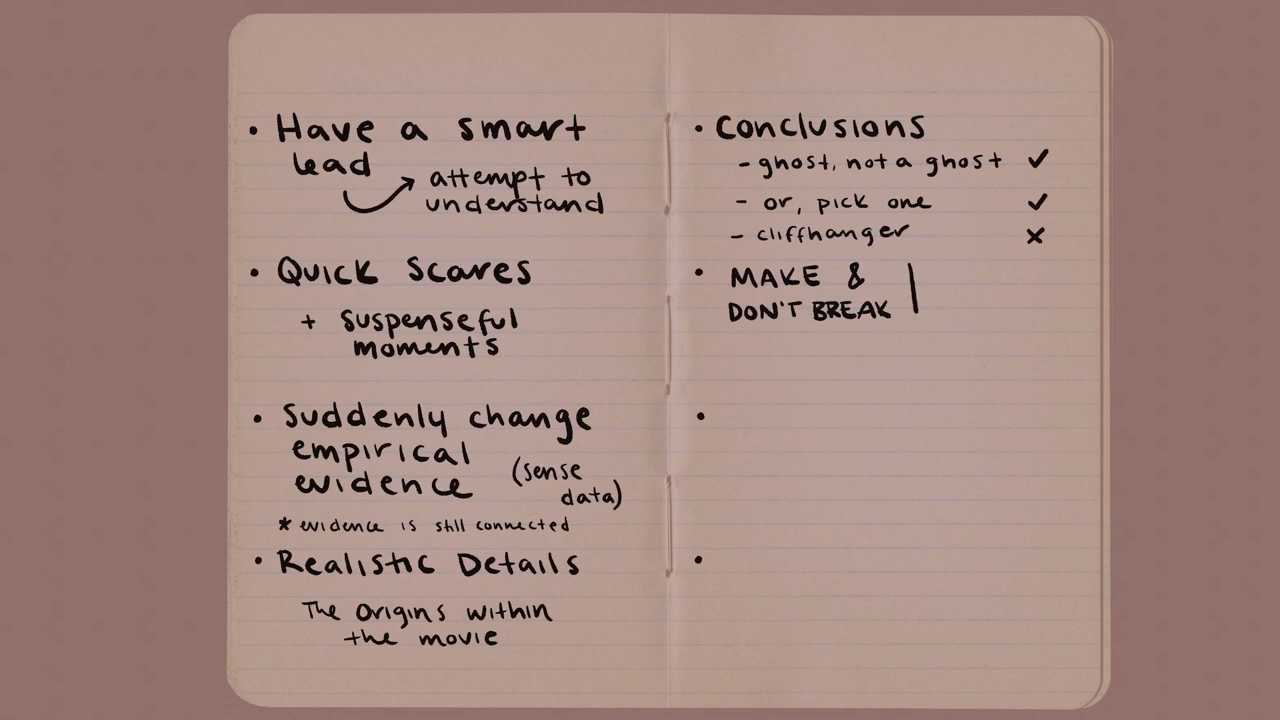 • Have a smart
lead
attempt to
understand
• Quick Scares
+ suspenseful
moments
• Suddenly change
empirical
evidence (sense
data)
* evidence is still connected
• Realistic Details
The origins within
the movie
• Conclusions
- ghost, not a ghost ✓
- or, pick one ✓
- cliffhanger ×
• MAKE &
DON'T BREAK
•
•